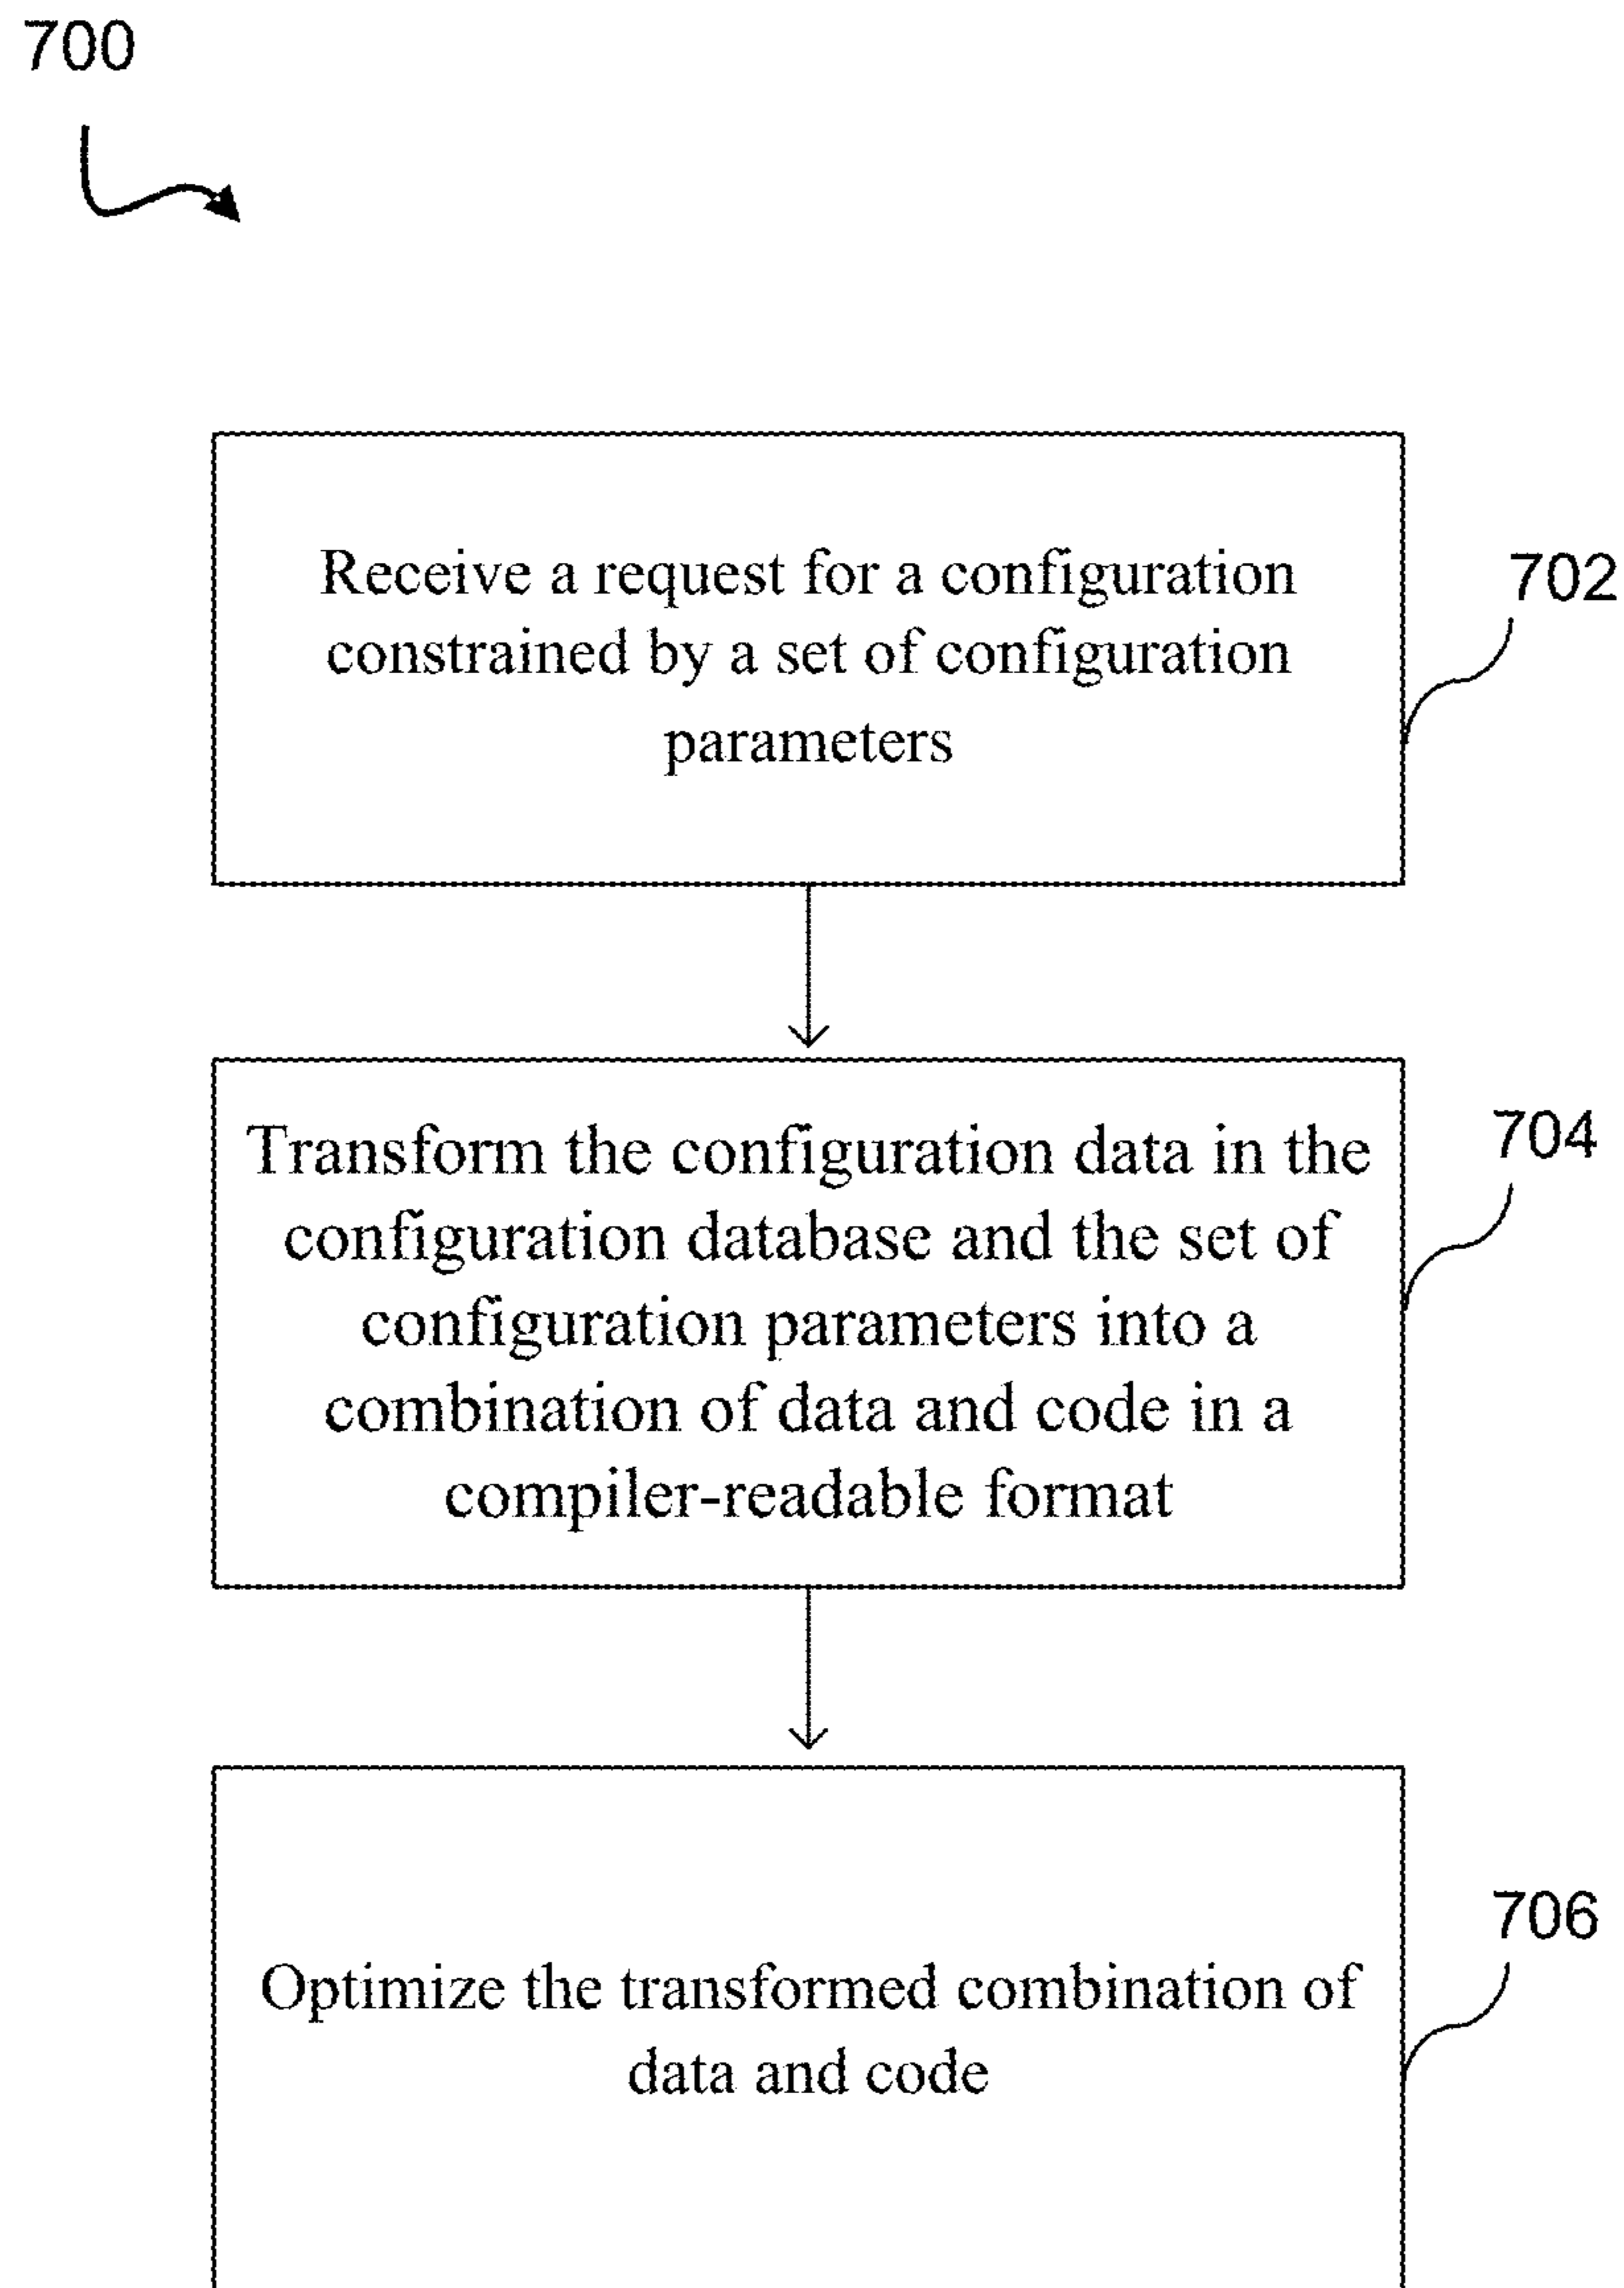 700
Receive a request for a configuration
constrained by a set of configuration
parameters
702
Transform the configuration data in the
configuration database and the set of
configuration parameters into a
combination of data and code in a
compiler-readable format
704
Optimize the transformed combination of
data and code
706